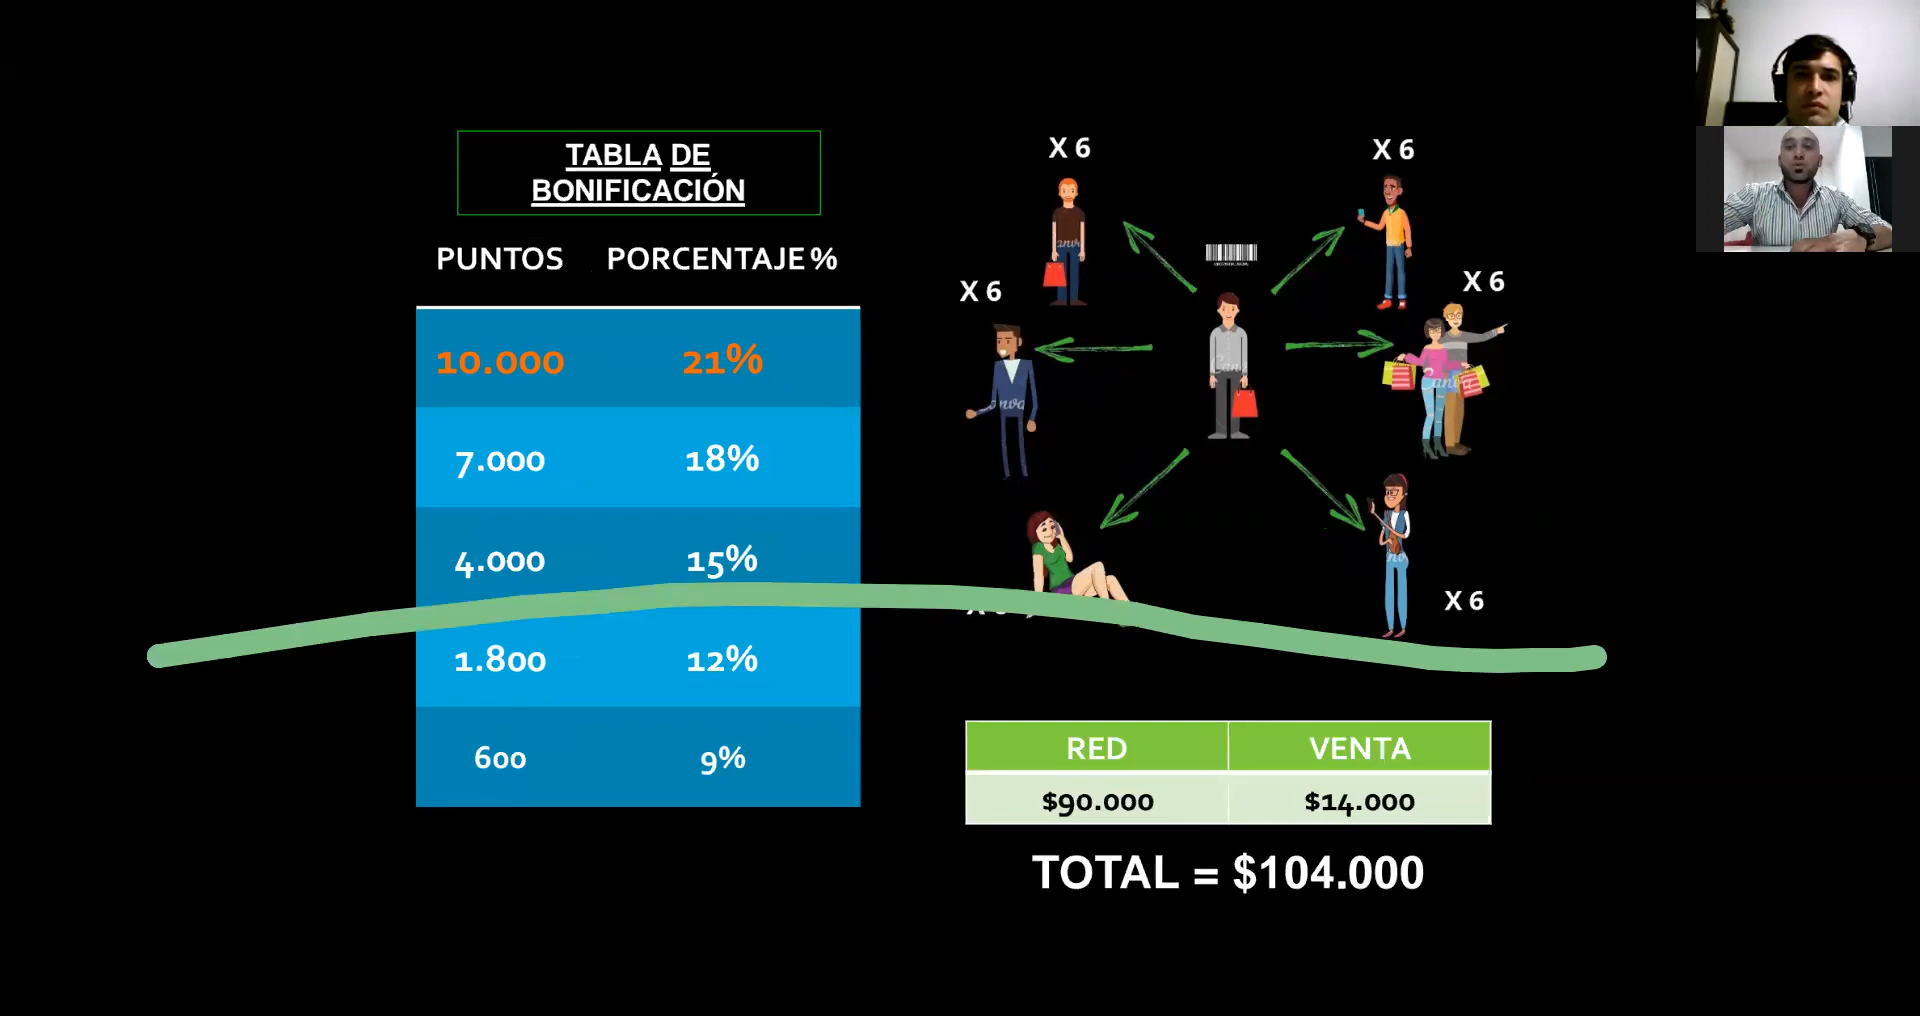 TABLA DE
BONIFICACIÓN
PUNTOS PORCENTAJE %
10.000 21%
7.000 18%
4.000 15%
1.800 12%
600 9%
X 6
X 6
X 6
X 6
X 6
RED VENTA
$90.000 $14.000
TOTAL = $104.000